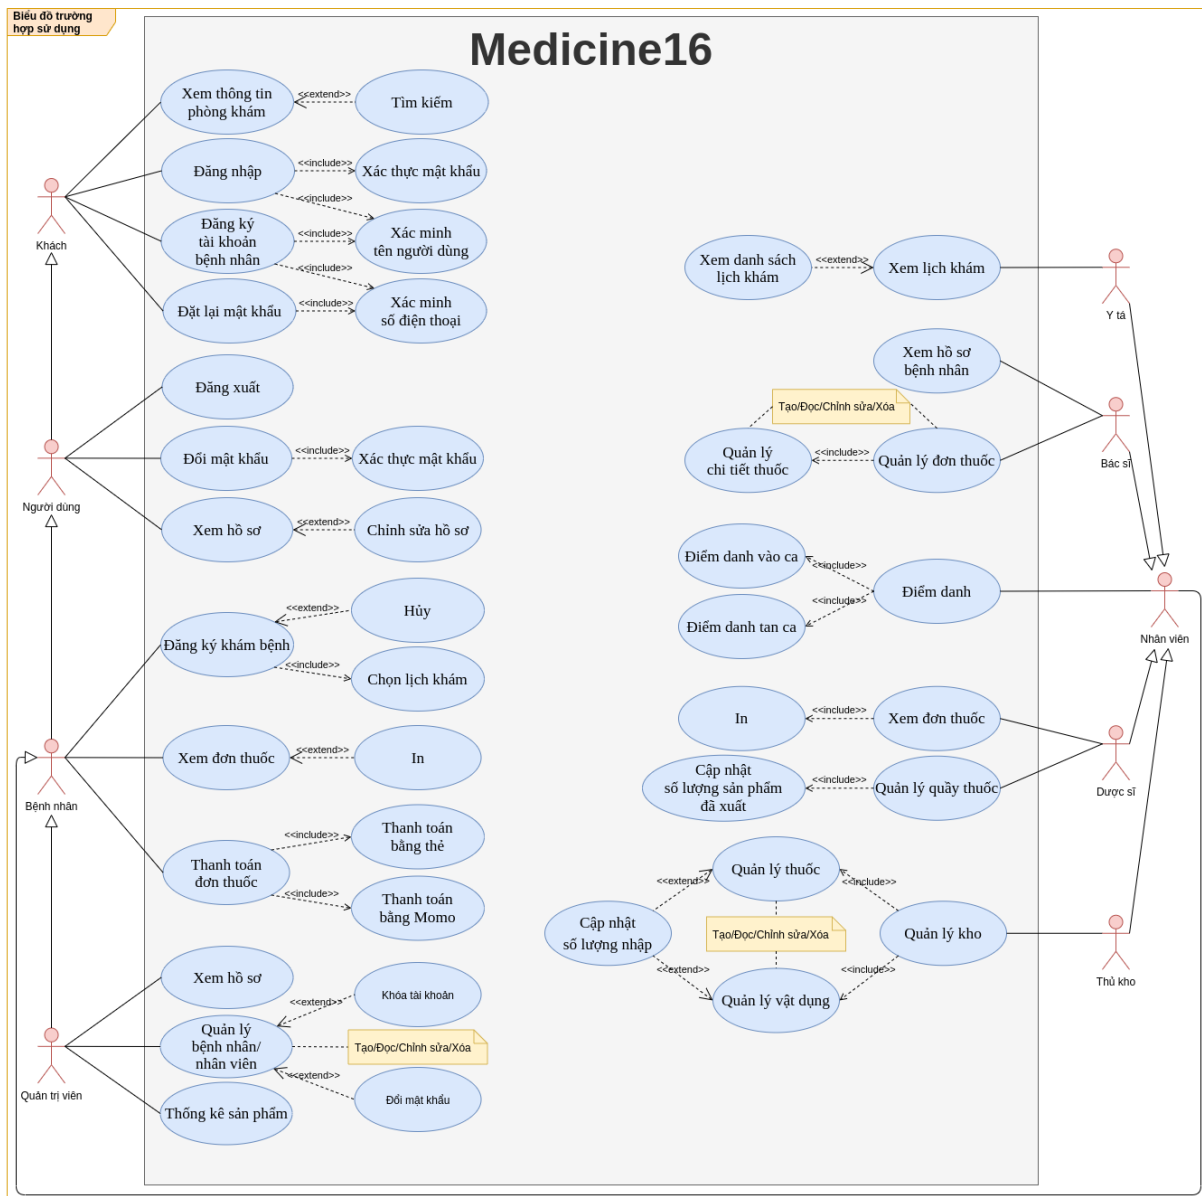 Biểu đồ trường
hợp sử dụng
Medicine16
Xem thông tin
phòng khám
<<extend>>
Tìm kiếm
Đăng nhập
<<include>>
Xác thực mật khẩu
<<include>>
Đăng ký
tài khoản
bệnh nhân
<<include>>
Xác minh
tên người dùng
<<include>>
Đặt lại mật khẩu
<<include>>
Xác minh
số điện thoại
Khách
Đăng xuất
Đổi mật khẩu
<<include>>
Xác thực mật khẩu
Xem hồ sơ
<<extend>>
Chỉnh sửa hồ sơ
Người dùng
Đăng ký khám bệnh
<<extend>>
Hủy
<<include>>
Chọn lịch khám
Xem đơn thuốc
<<extend>>
In
Thanh toán
đơn thuốc
<<include>>
Thanh toán
bằng thẻ
<<include>>
Thanh toán
bằng Momo
Bệnh nhân
Xem hồ sơ
Quản lý
bệnh nhân/
nhân viên
<<extend>>
Khóa tài khoản
Tạo/Đọc/Chỉnh sửa/Xóa
<<extend>>
Đổi mật khẩu
Thống kê sản phẩm
Quản trị viên
Xem danh sách
lịch khám
<<extend>>
Xem lịch khám
Y tá
Xem hồ sơ
bệnh nhân
Tạo/Đọc/Chỉnh sửa/Xóa
Quản lý
chi tiết thuốc
<<include>>
Quản lý đơn thuốc
Bác sĩ
Điểm danh vào ca
<<include>>
Điểm danh
<<include>>
Điểm danh tan ca
Nhân viên
In
<<include>>
Xem đơn thuốc
Cập nhật
số lượng sản phẩm
đã xuất
<<include>>
Quản lý quầy thuốc
Dược sĩ
Quản lý thuốc
<<extend>>
<<include>>
Cập nhật
số lượng nhập
Tạo/Đọc/Chỉnh sửa/Xóa
Quản lý kho
<<extend>>
<<include>>
Quản lý vật dụng
Thủ kho